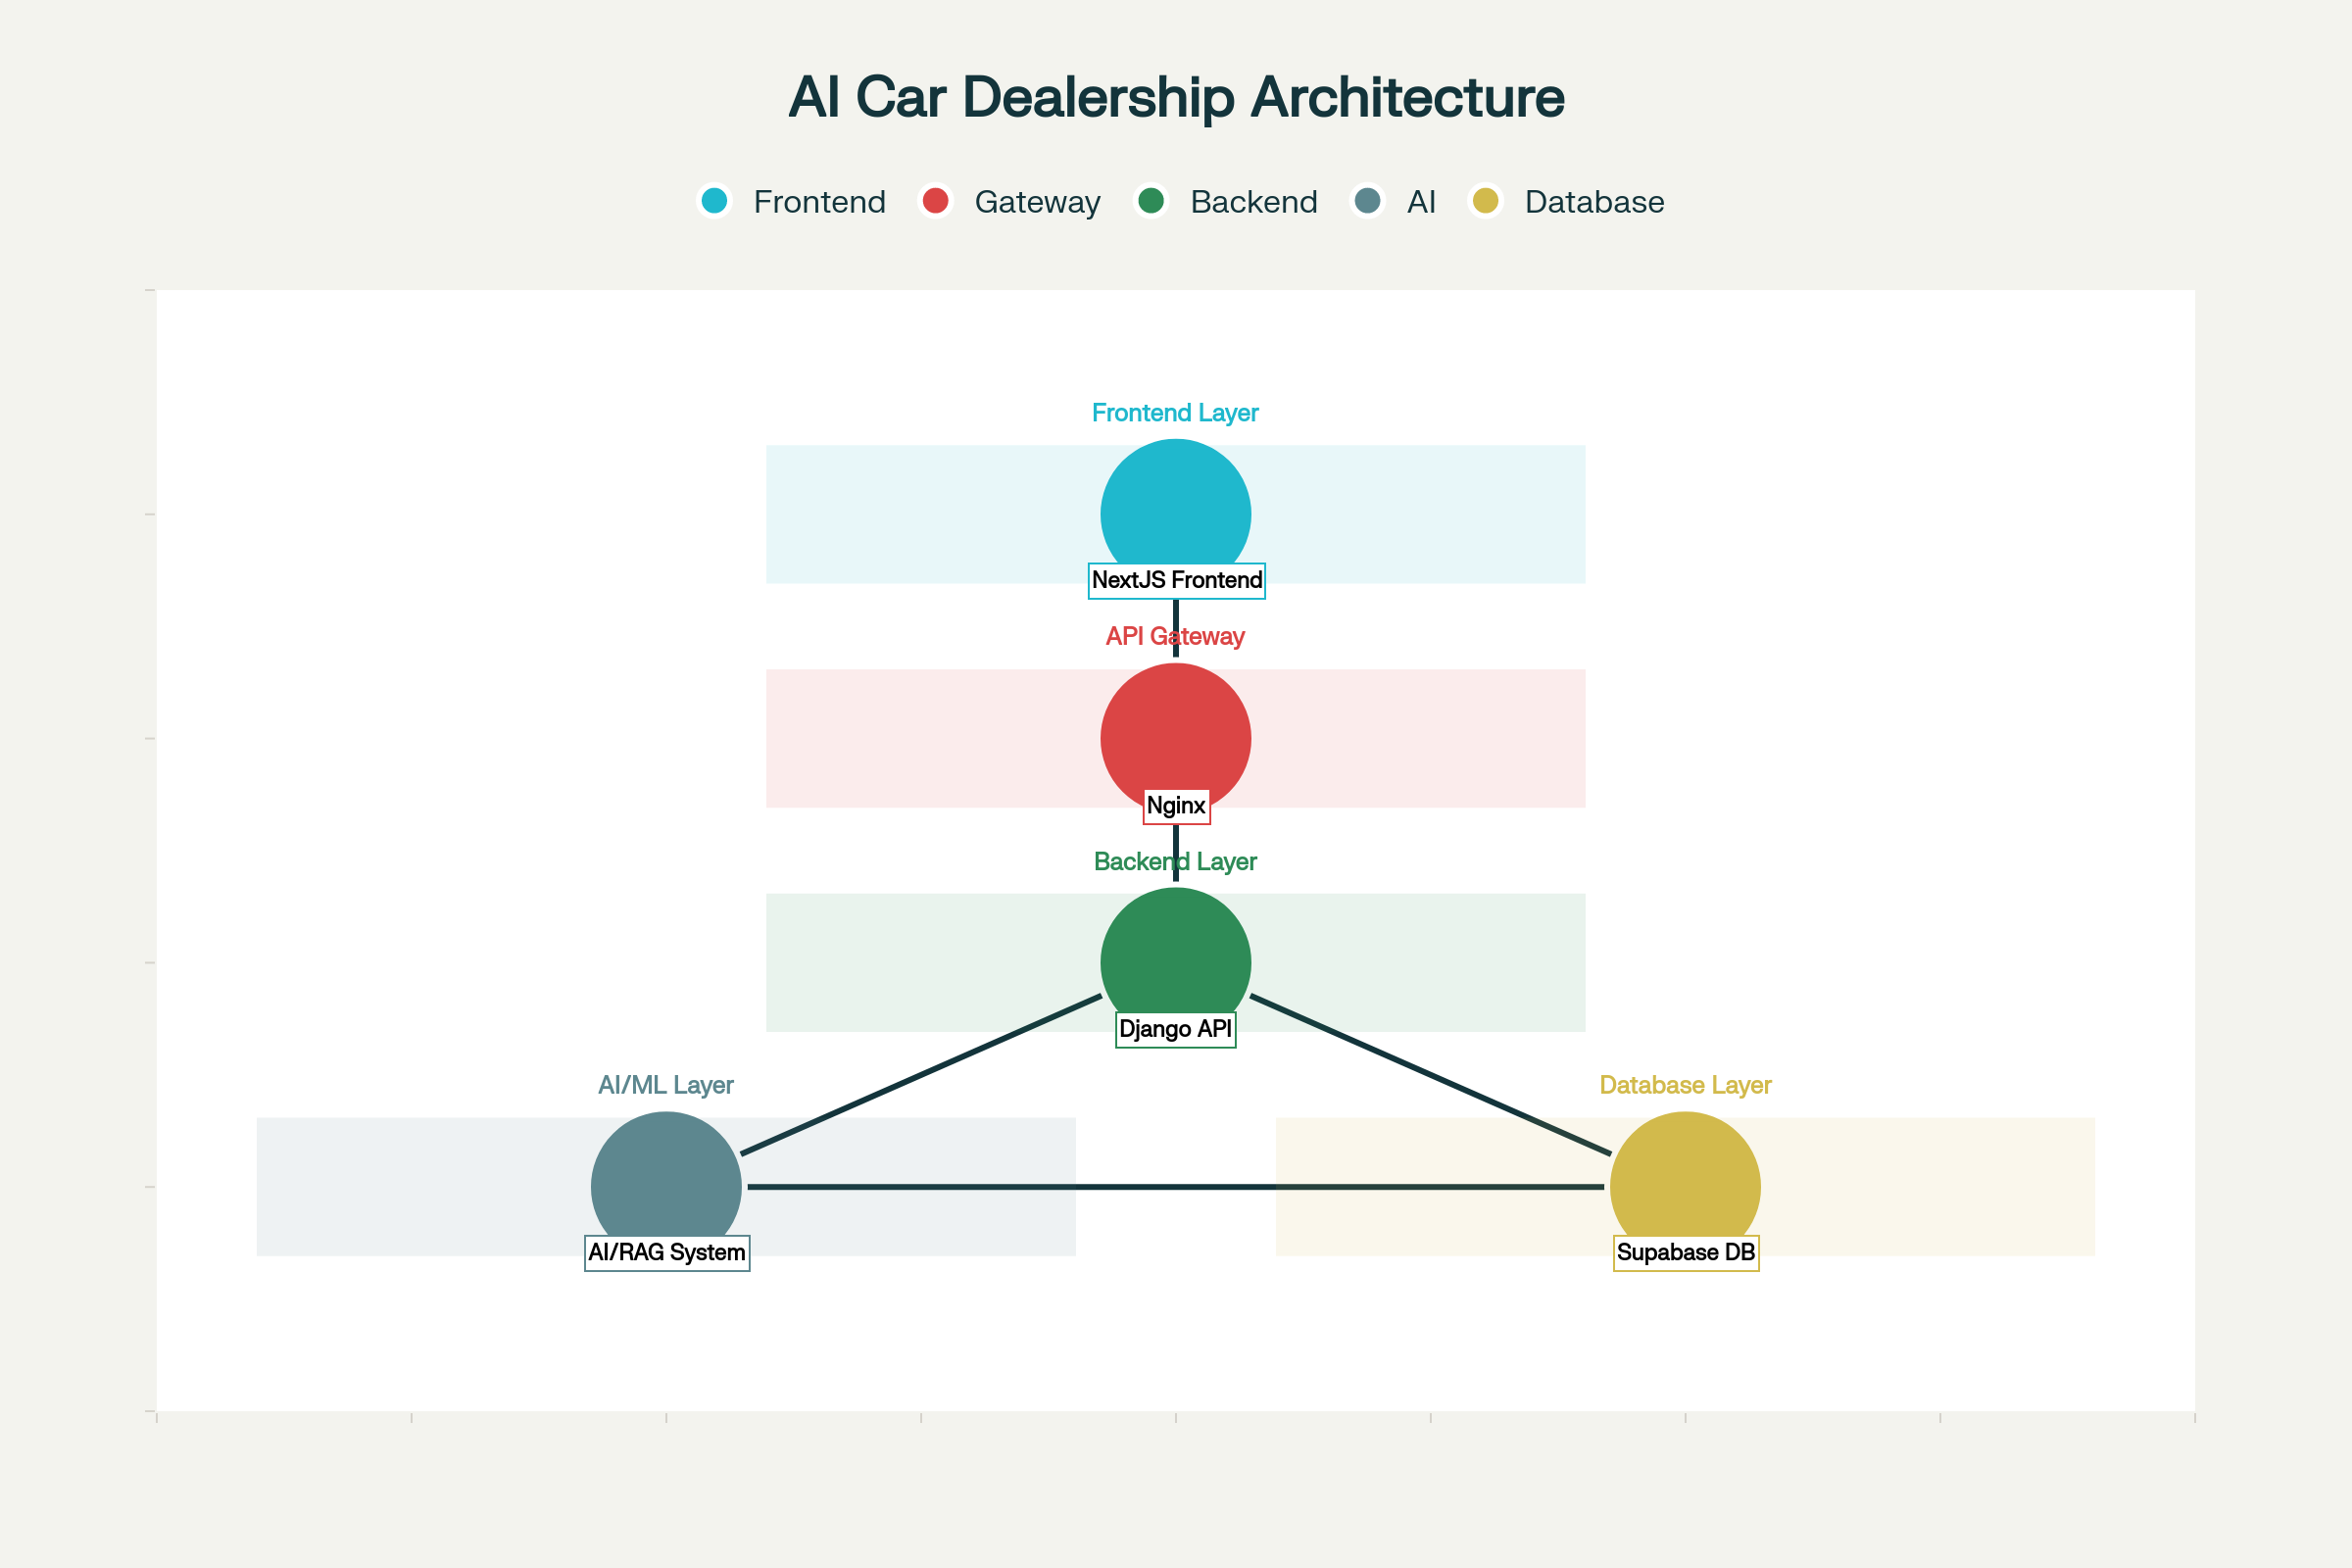 AI Car Dealership Architecture
Frontend Gateway Backend AI Database
Frontend Layer
NextJS Frontend
API Gateway
Nginx
Backend Layer
Django API
AI/ML Layer
Database Layer
AI/RAG System
Supabase DB